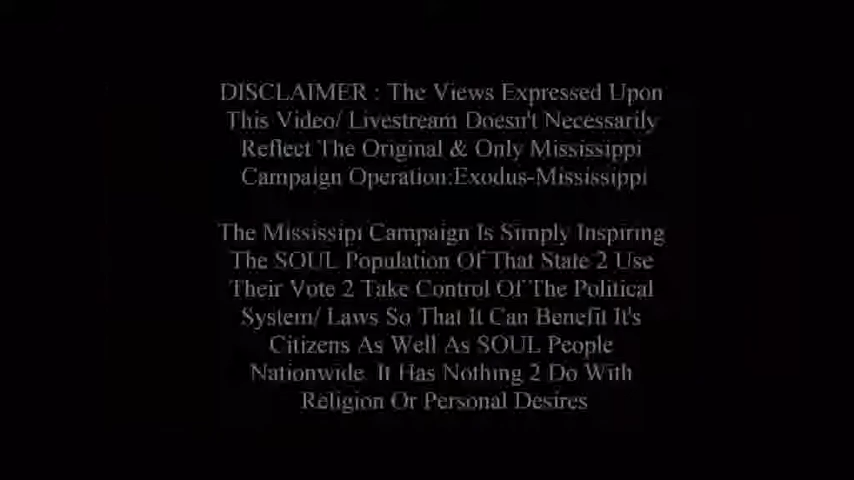 DISCLAIMER : The Views Expressed Upon
This Video/ Livestream Doesn't Necessarily
Reflect The Original & Only Mississippi
Campaign Operation:Exodus-Mississippi
The Mississipi Campaign Is Simply Inspiring
The SOUL Population Of That State 2 Use
Their Vote 2 Take Control Of The Political
System/ Laws So That It Can Benefit It's
Citizens As Well As SOUL People
Nationwide. It Has Nothing 2 Do With
Religion Or Personal Desires